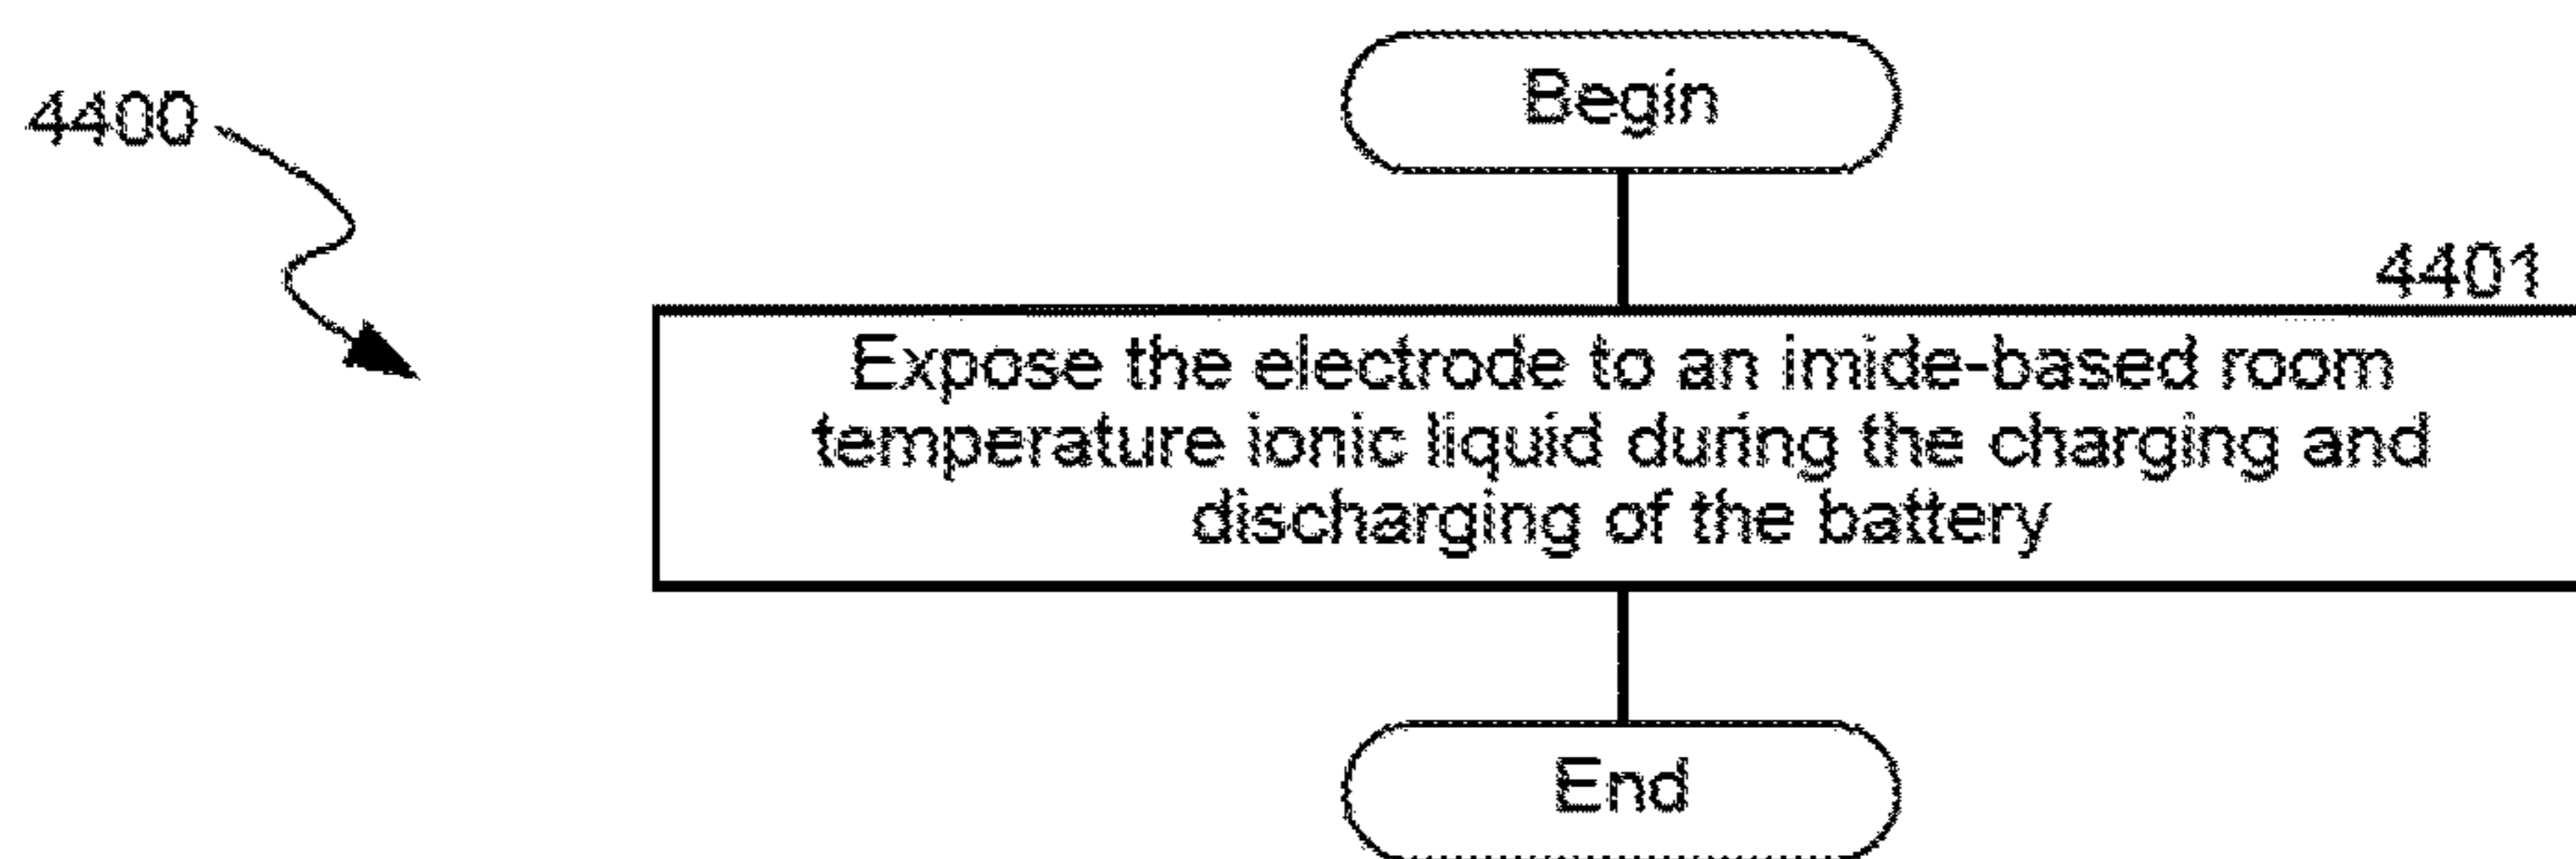 4400
Begin
4401
Expose the electrode to an imide-based room
temperature ionic liquid during the charging and
discharging of the battery
End